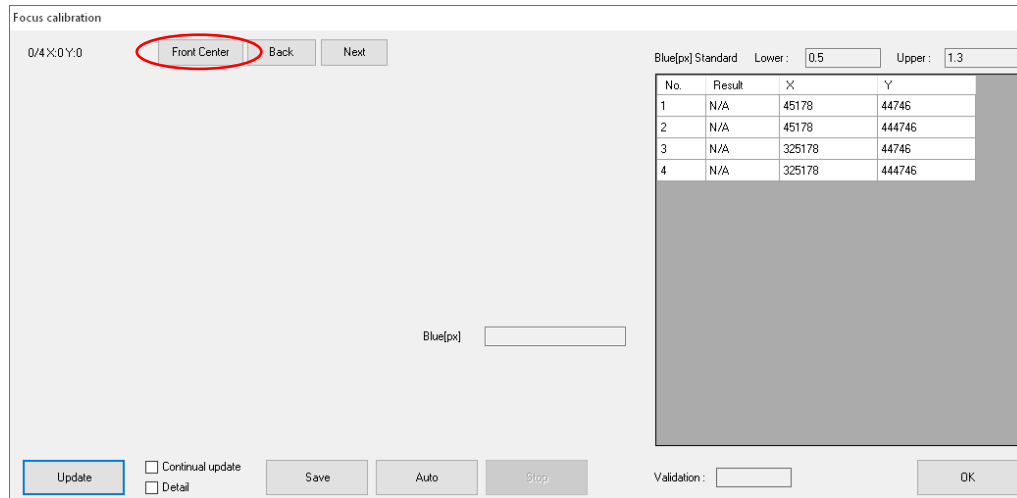 Focus calibration
0/4 X:0 Y:0 Front Center Back Next
Blue[px] Standard Lower : 0.5 Upper : 1.3
No. Result X Y
1 N/A 45178 44746
2 N/A 45178 444746
3 N/A 325178 44746
4 N/A 325178 444746
Blue[px]
Update Continual update Save Auto Stop Validation : OK
Detail